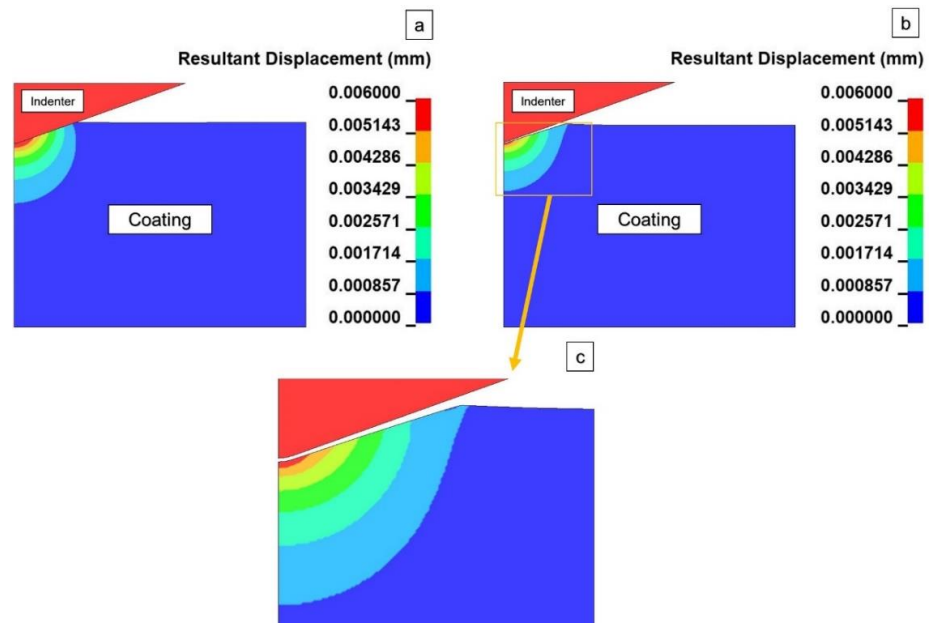 a
Resultant Displacement (mm)
Indenter
Coating
0.006000
0.005143
0.004286
0.003429
0.002571
0.001714
0.000857
0.000000
b
Resultant Displacement (mm)
Indenter
Coating
0.006000
0.005143
0.004286
0.003429
0.002571
0.001714
0.000857
0.000000
c